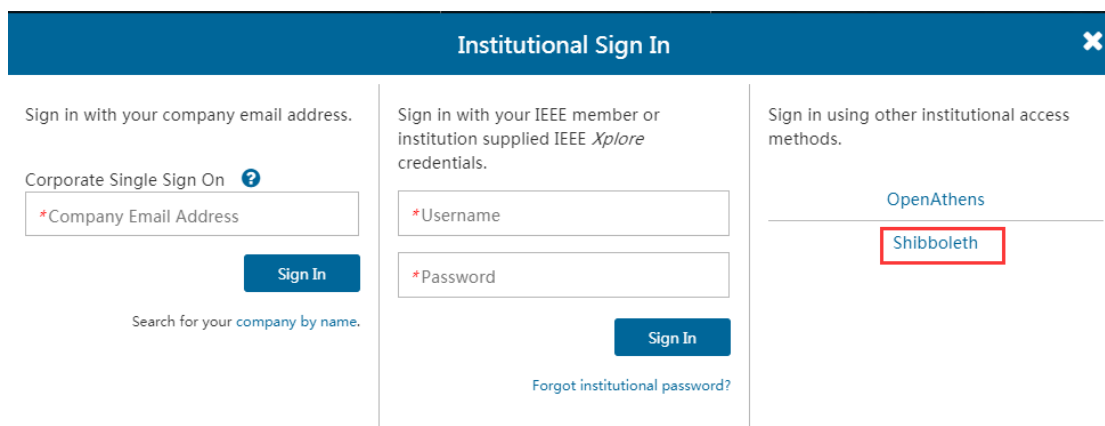 Institutional Sign In
Sign in with your company email address.
Corporate Single Sign On ?
*Company Email Address
Sign In
Search for your company by name.
Sign in with your IEEE member or
institution supplied IEEE Xplore
credentials.
*Username
*Password
Sign In
Forgot institutional password?
Sign in using other institutional access
methods.
OpenAthens
Shibboleth